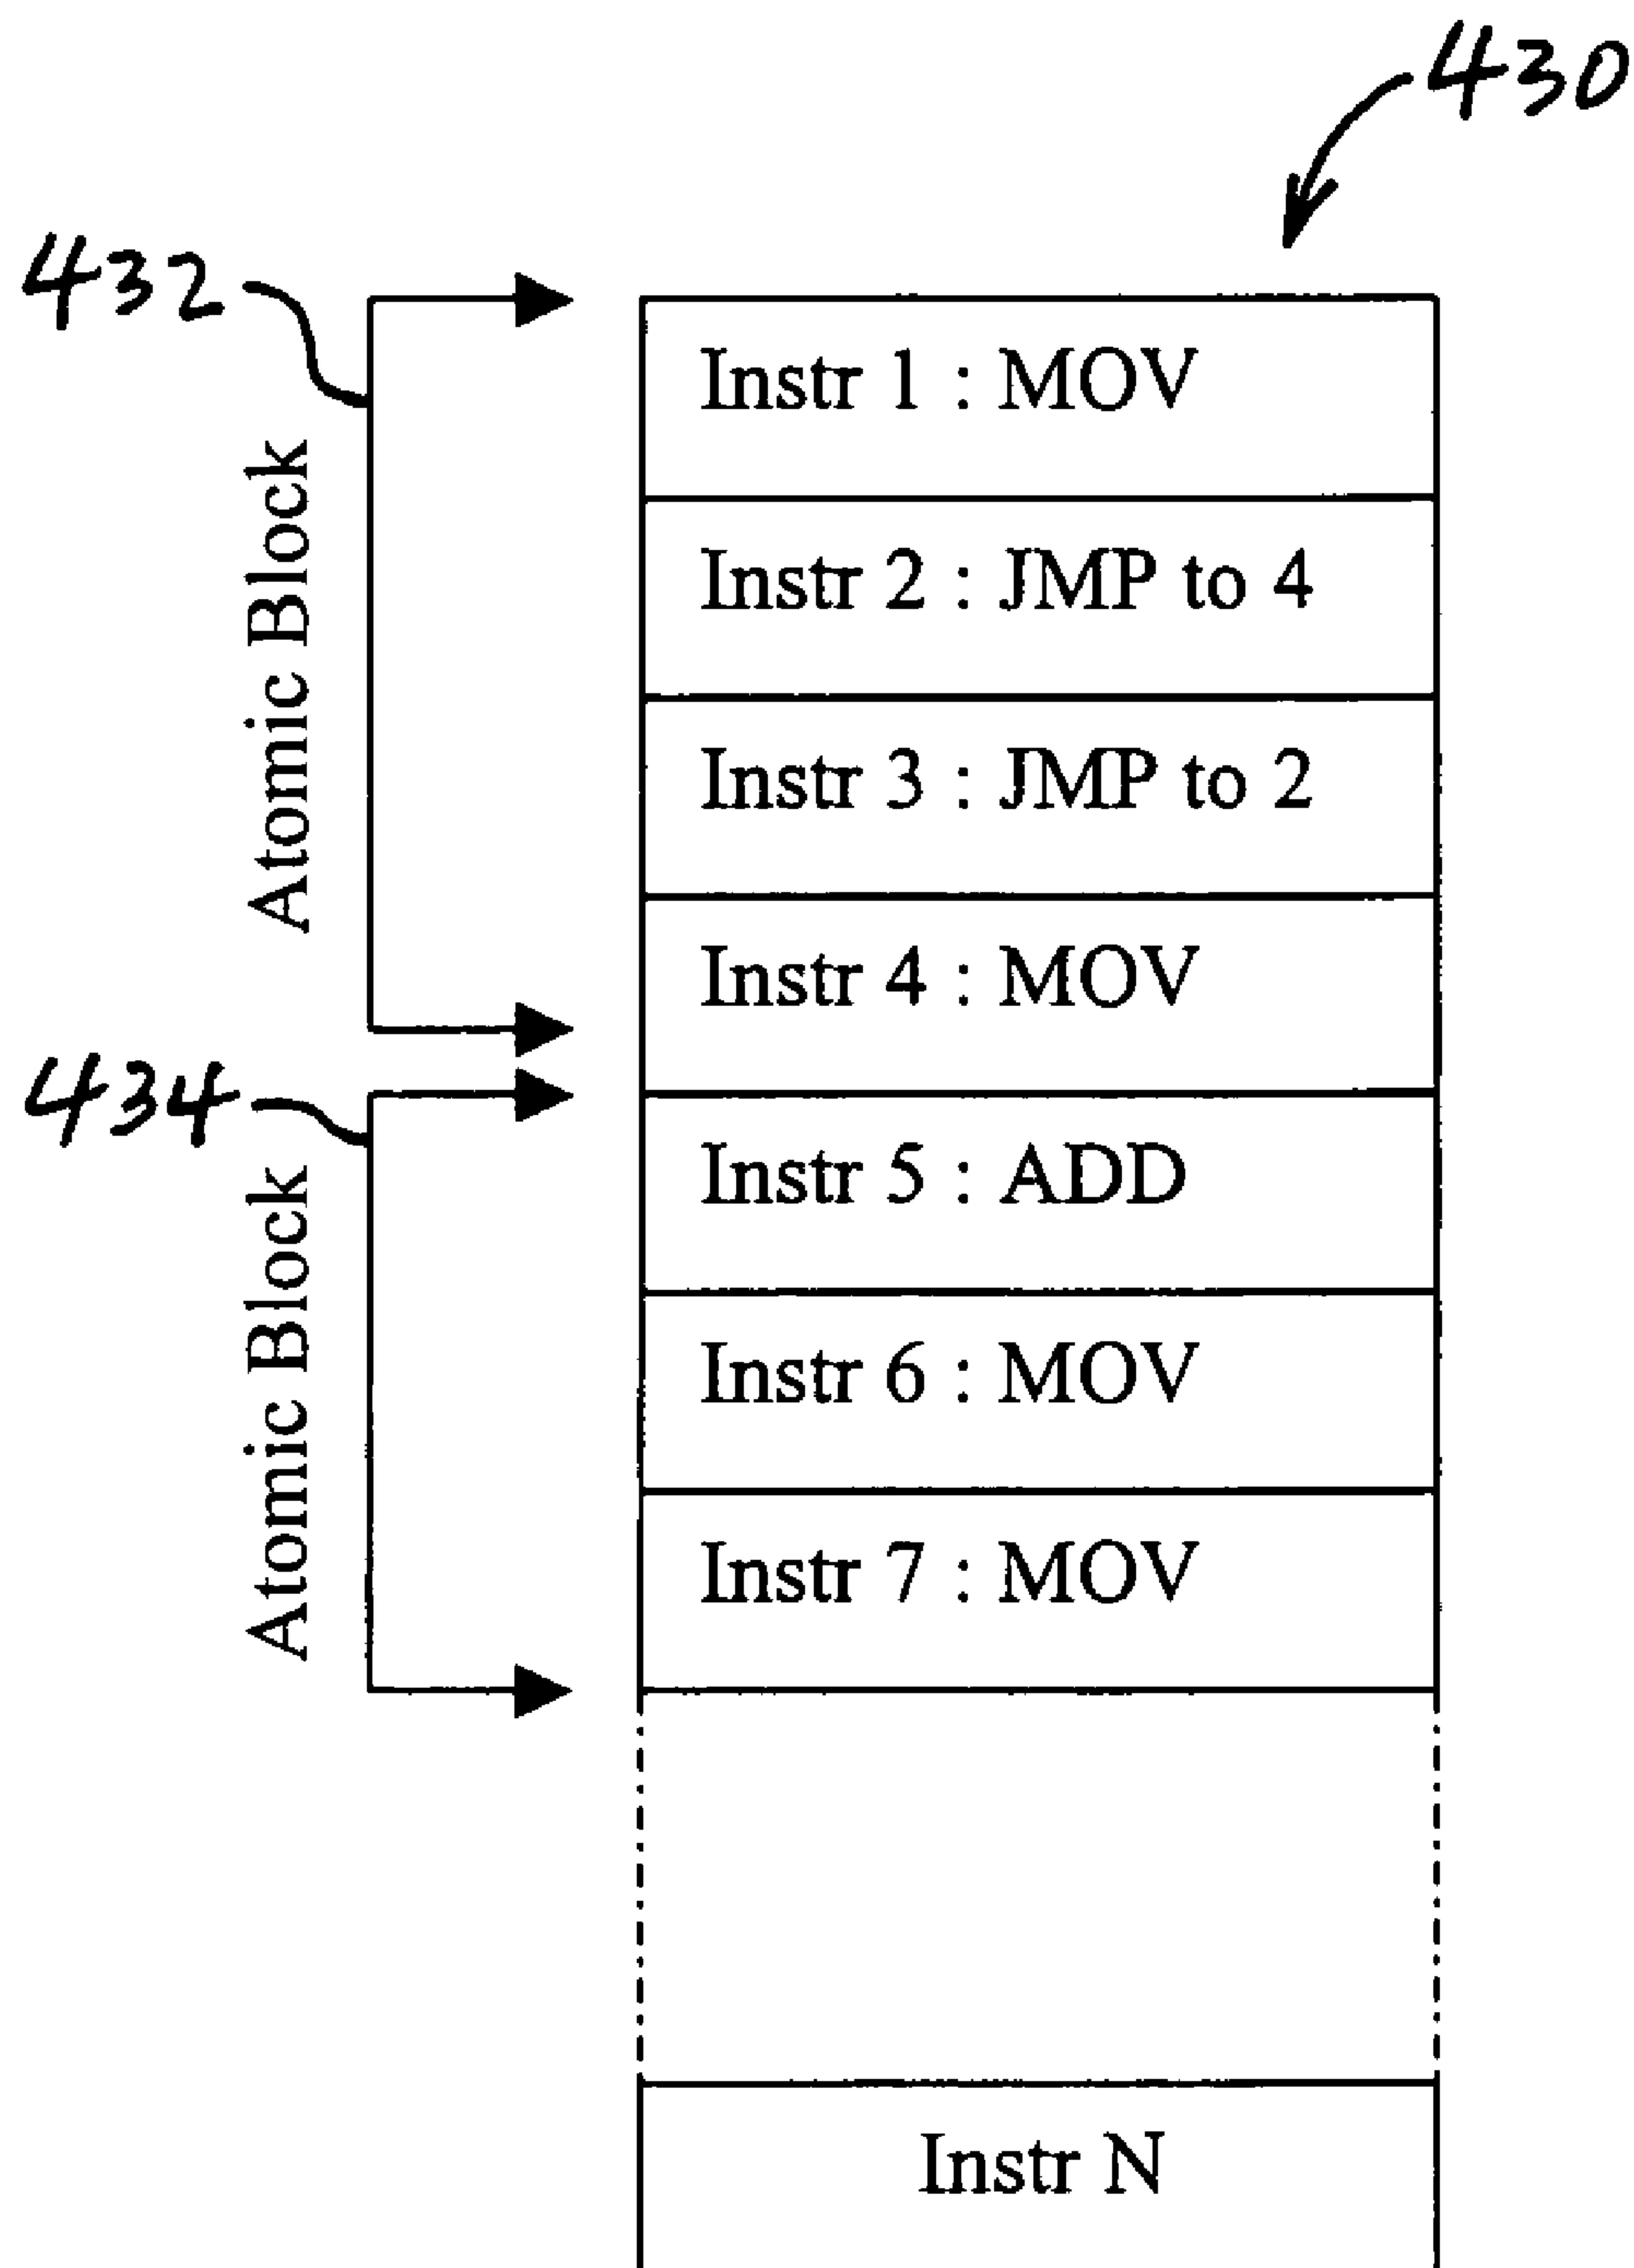 430
432
Atomic Block
Instr 1 : MOV
Instr 2 : JMP to 4
Instr 3 : JMP to 2
Instr 4 : MOV
434
Atomic Block
Instr 5 : ADD
Instr 6 : MOV
Instr 7 : MOV
Instr N